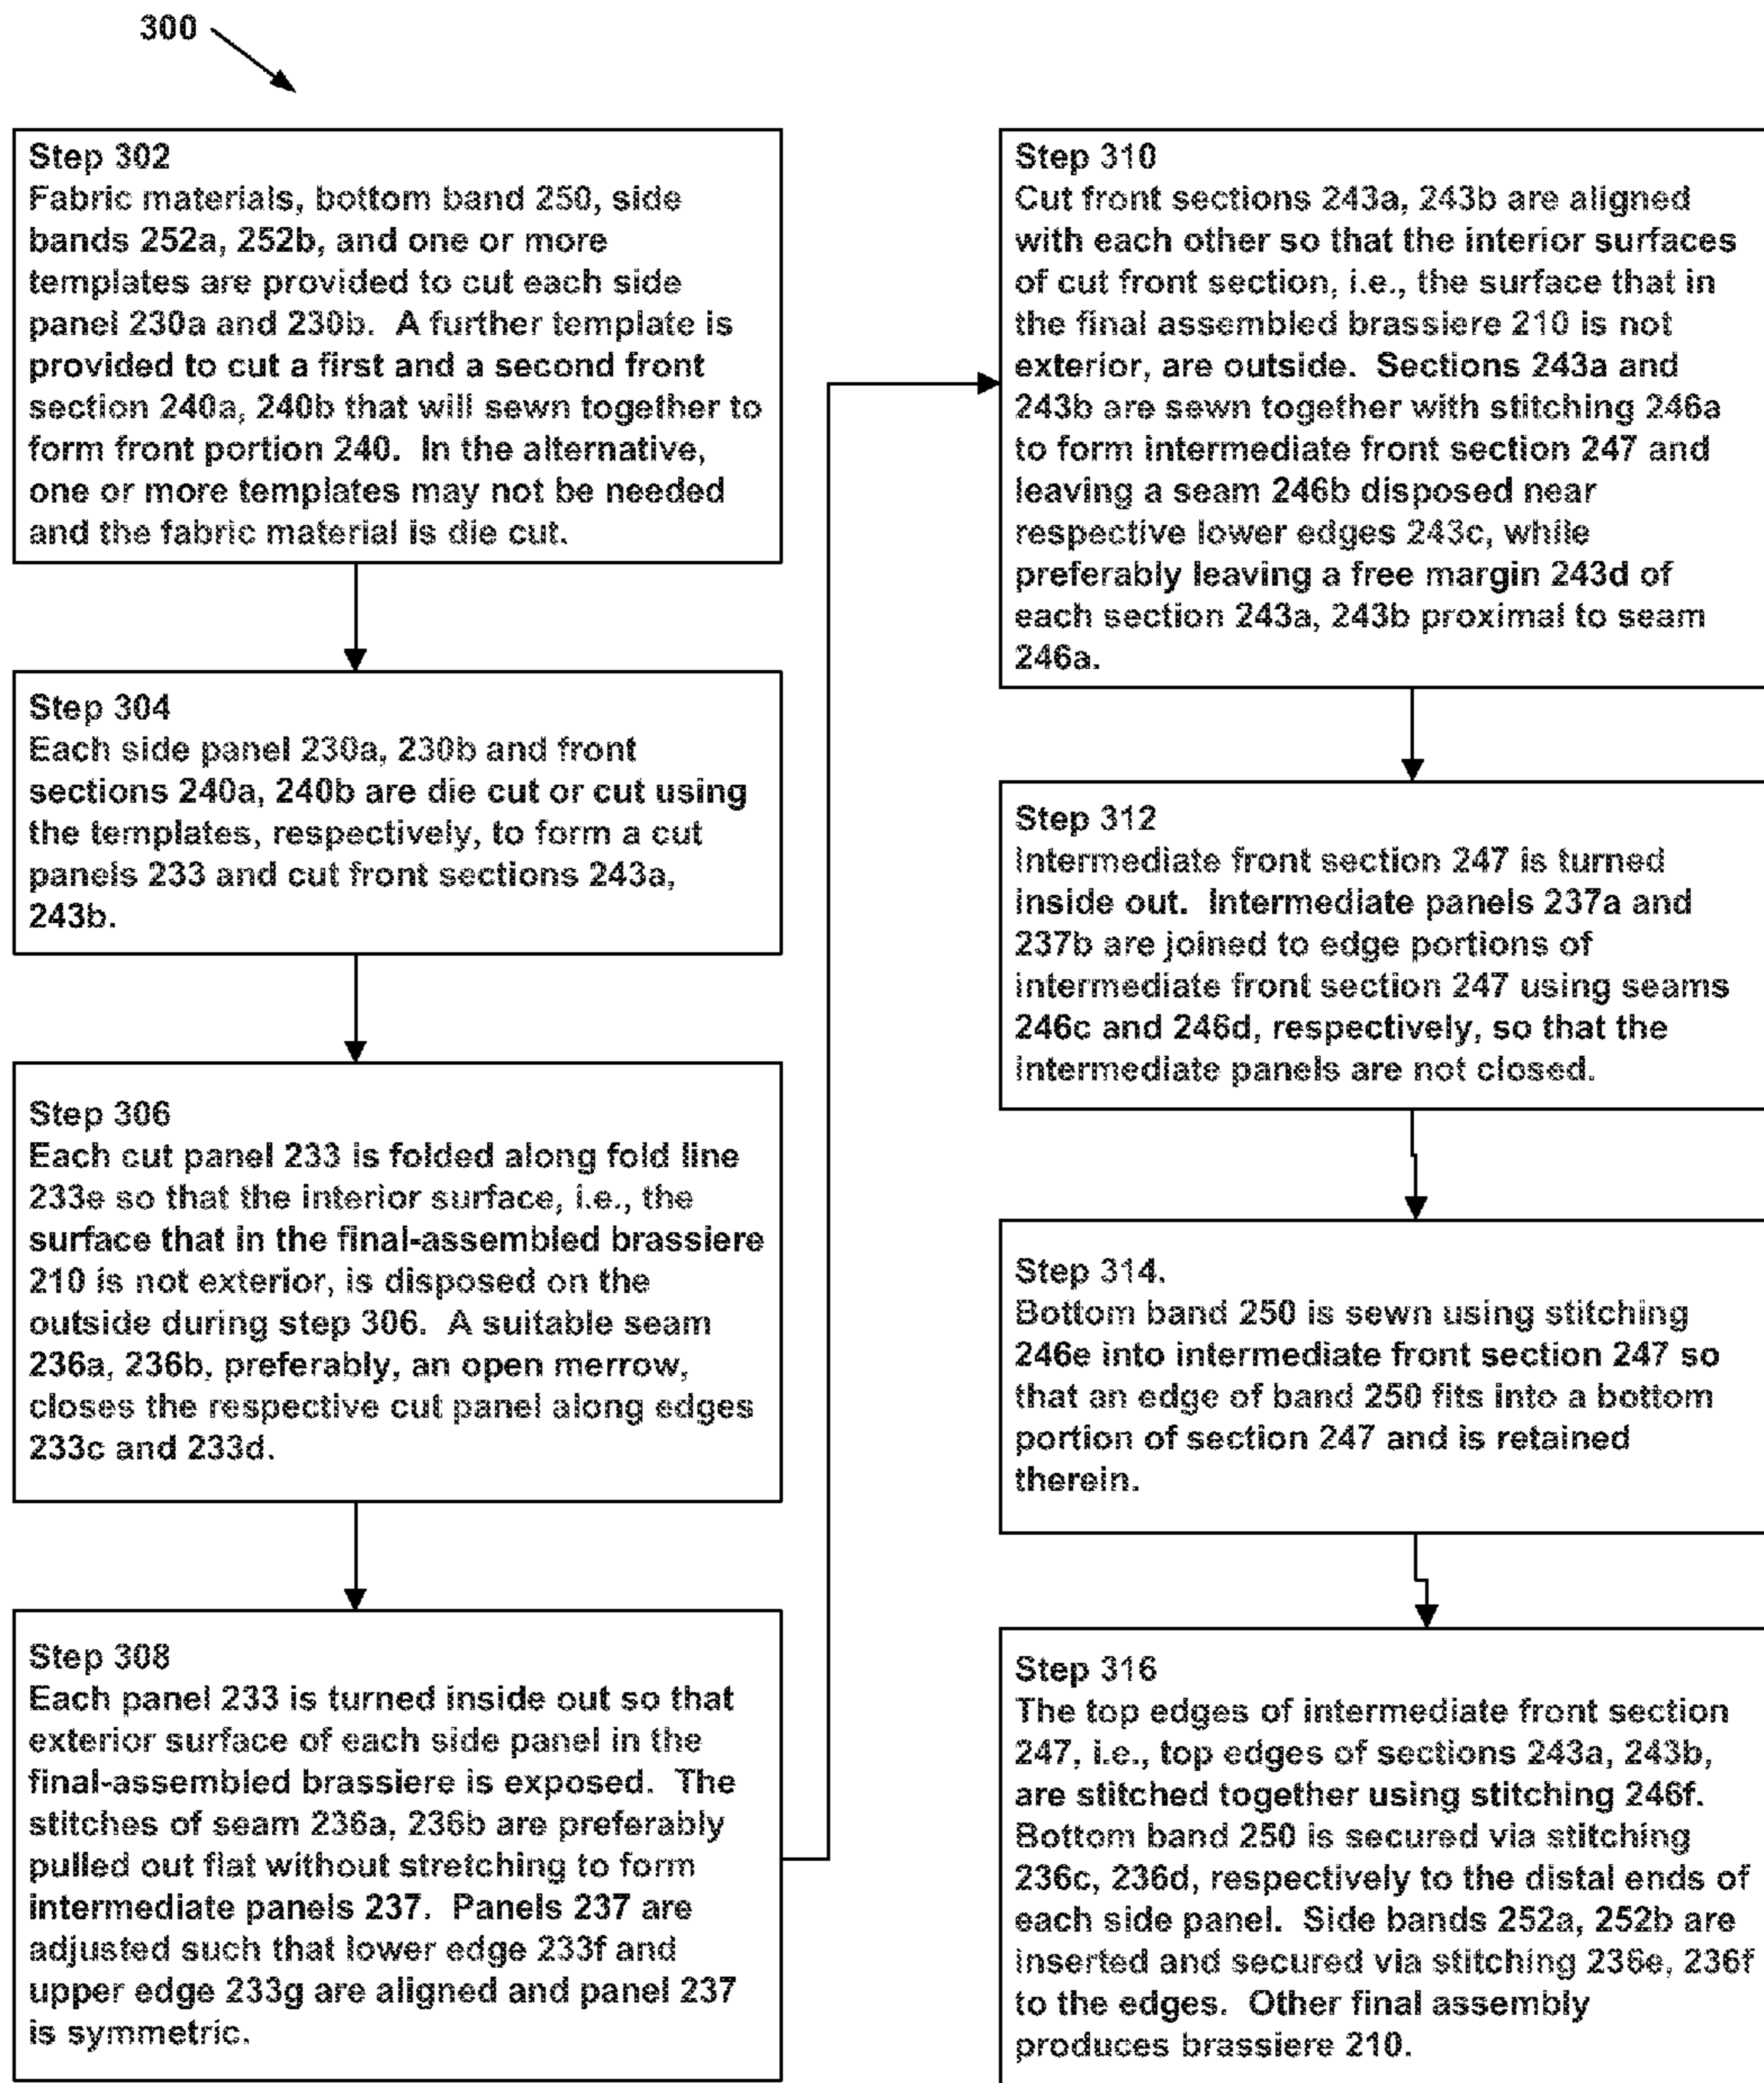 300
Step 302
Fabric materials, bottom band 250, side
bands 252a, 252b, and one or more
templates are provided to cut each side
panel 230a and 230b. A further template is
provided to cut a first and a second front
section 240a, 240b that will sewn together to
form front portion 240. In the alternative,
one or more templates may not be needed
and the fabric material is die cut.
Step 304
Each side panel 230a, 230b and front
sections 240a, 240b are die cut or cut using
the templates, respectively, to form a cut
panels 233 and cut front sections 243a,
243b.
Step 306
Each cut panel 233 is folded along fold line
233e so that the interior surface, i.e., the
surface that in the final-assembled brassiere
210 is not exterior, is disposed on the
outside during step 306. A suitable seam
236a, 236b, preferably, an open merrow,
closes the respective cut panel along edges
233c and 233d.
Step 308
Each panel 233 is turned inside out so that
exterior surface of each side panel in the
final-assembled brassiere is exposed. The
stitches of seam 236a, 236b are preferably
pulled out flat without stretching to form
intermediate panels 237. Panels 237 are
adjusted such that lower edge 233f and
upper edge 233g are aligned and panel 237
is symmetric.
Step 310
Cut front sections 243a, 243b are aligned
with each other so that the interior surfaces
of cut front section, i.e., the surface that in
the final assembled brassiere 210 is not
exterior, are outside. Sections 243a and
243b are sewn together with stitching 246a
to form intermediate front section 247 and
leaving a seam 246b disposed near
respective lower edges 243c, while
preferably leaving a free margin 243d of
each section 243a, 243b proximal to seam
246a.
Step 312
Intermediate front section 247 is turned
inside out. Intermediate panels 237a and
237b are joined to edge portions of
intermediate front section 247 using seams
246c and 246d, respectively, so that the
intermediate panels are not closed.
Step 314.
Bottom band 250 is sewn using stitching
246e into intermediate front section 247 so
that an edge of band 250 fits into a bottom
portion of section 247 and is retained
therein.
Step 316
The top edges of intermediate front section
247, i.e., top edges of sections 243a, 243b,
are stitched together using stitching 246f.
Bottom band 250 is secured via stitching
236c, 236d, respectively to the distal ends of
each side panel. Side bands 252a, 252b are
inserted and secured via stitching 236e, 236f
to the edges. Other final assembly
produces brassiere 210.